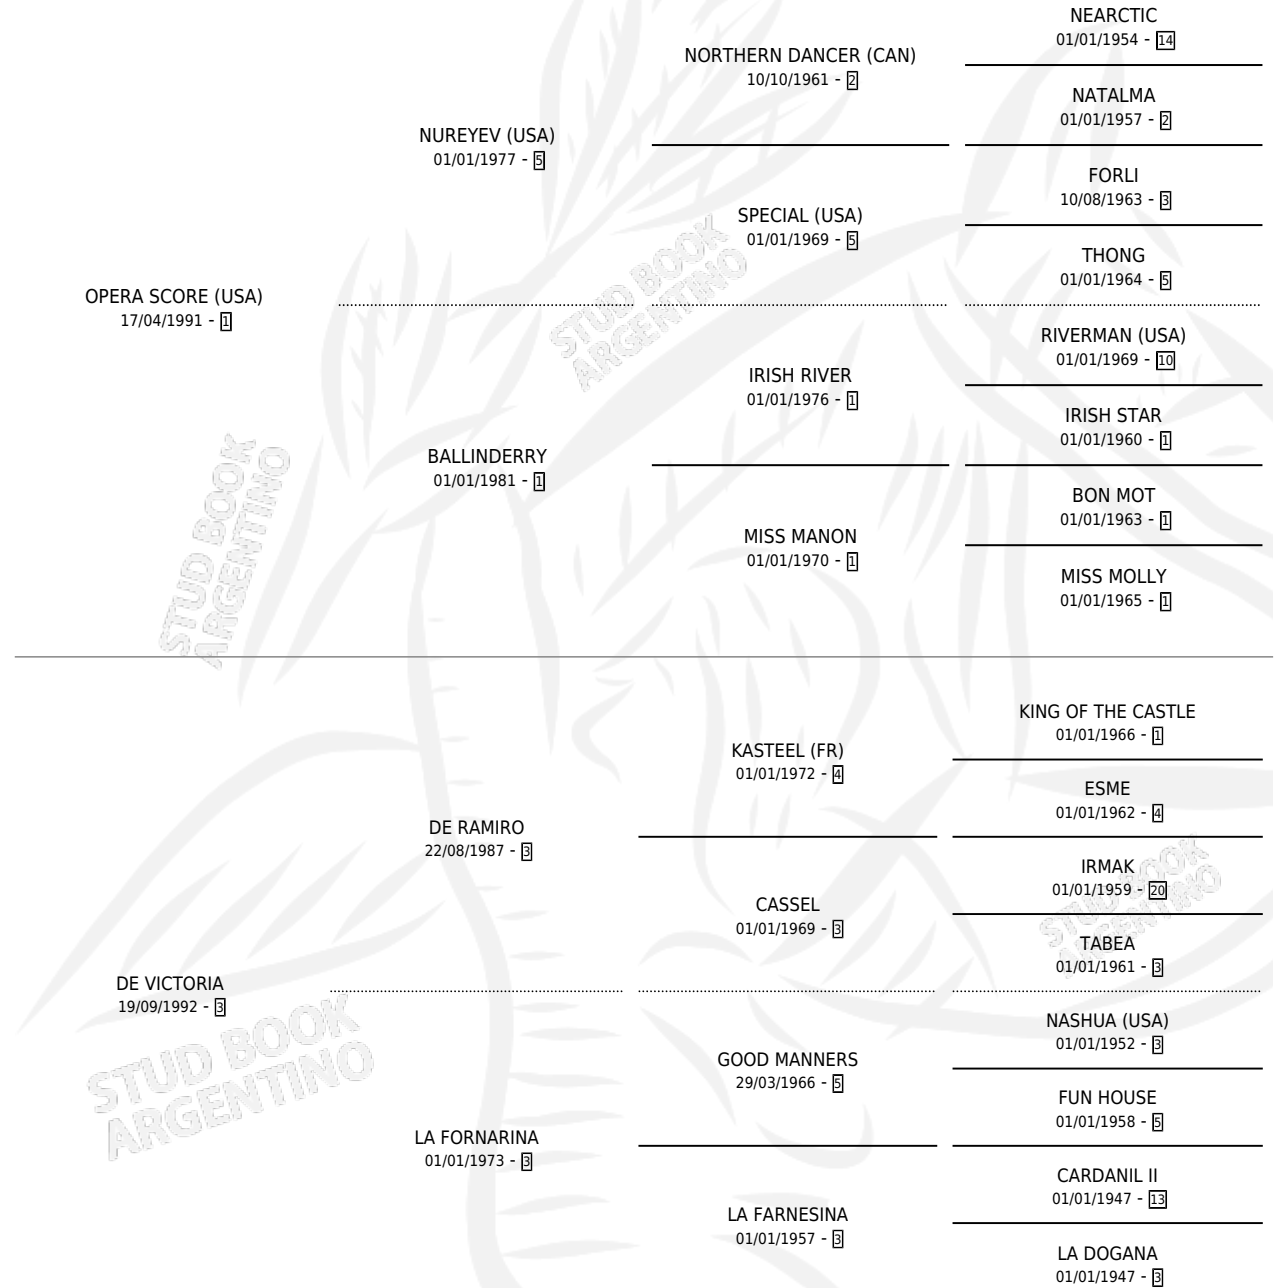 NEARCTIC
01/01/1954 - 14
NORTHERN DANCER (CAN)
10/10/1961 - 2
NATALMA
01/01/1957 - 2
NUREYEV (USA)
01/01/1977 - 5
FORLI
10/08/1963 - 3
SPECIAL (USA)
01/01/1969 - 5
THONG
01/01/1964 - 5
OPERA SCORE (USA)
17/04/1991 - 1
RIVERMAN (USA)
01/01/1969 - 10
IRISH RIVER
01/01/1976 - 1
IRISH STAR
01/01/1960 - 1
BALLINDERRY
01/01/1981 - 1
BON MOT
01/01/1963 - 1
MISS MANON
01/01/1970 - 1
MISS MOLLY
01/01/1965 - 1
KING OF THE CASTLE
01/01/1966 - 1
KASTEEL (FR)
01/01/1972 - 4
ESME
01/01/1962 - 4
DE RAMIRO
22/08/1987 - 3
IRMAK
01/01/1959 - 20
CASSEL
01/01/1969 - 3
TABEA
01/01/1961 - 3
DE VICTORIA
19/09/1992 - 3
NASHUA (USA)
01/01/1952 - 3
GOOD MANNERS
29/03/1966 - 5
FUN HOUSE
01/01/1958 - 5
LA FORNARINA
01/01/1973 - 3
CARDANIL II
01/01/1947 - 13
LA FARNESINA
01/01/1957 - 3
LA DOGANA
01/01/1947 - 3
STUD BOOK
ARGENTINO
STUD BOOK
ARGENTINO
STUD BOOK
ARGENTINO
STUD BOOK
ARGENTINO